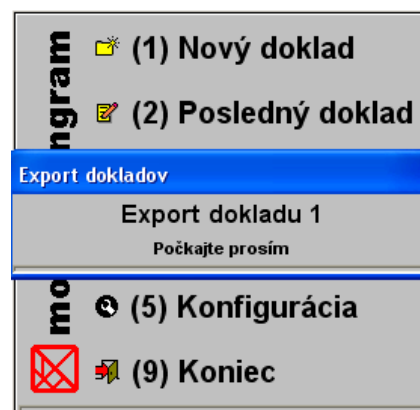 (1) Nový doklad
(2) Posledný doklad
Export dokladov
Export dokladu 1
Počkajte prosím
(5) Konfigurácia
(9) Koniec